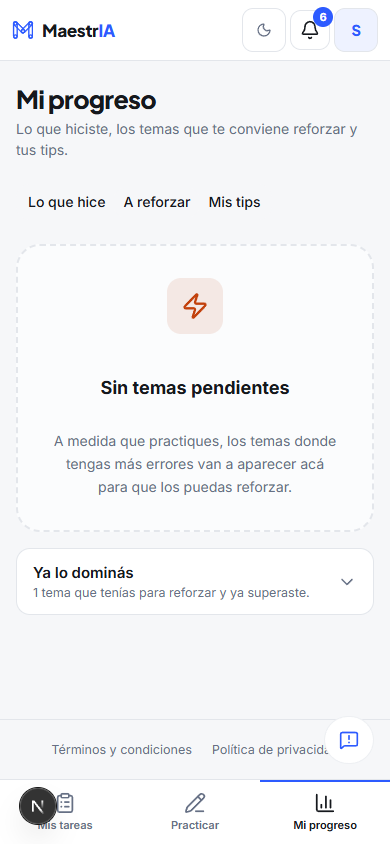 MaestrIA
6
S
Mi progreso
Lo que hiciste, los temas que te conviene reforzar y
tus tips.
Lo que hice
A reforzar
Mis tips
Sin temas pendientes
A medida que practiques, los temas donde
tengas más errores van a aparecer acá
para que los puedas reforzar.
Ya lo dominás
1 tema que tenías para reforzar y ya superaste.
Términos y condiciones
Política de privacida
N
Mis tareas
Practicar
Mi progreso